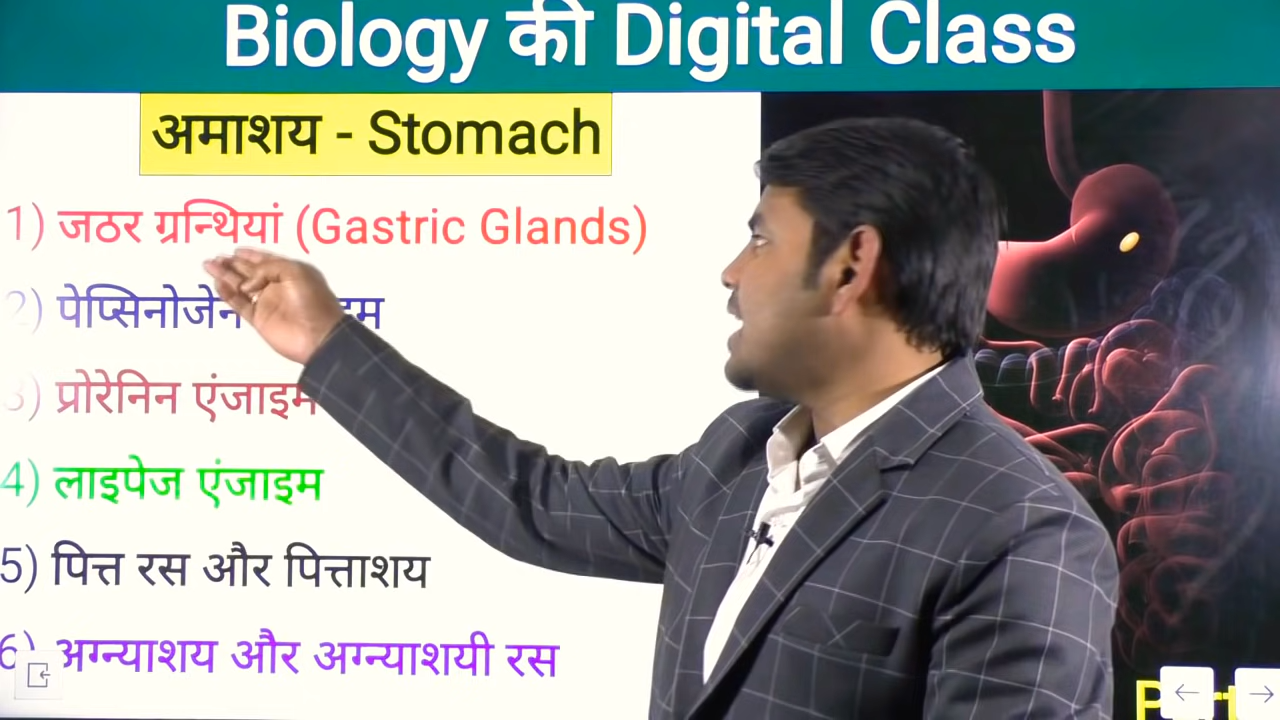 Biology की Digital Class
अमाशय - Stomach
1) जठर ग्रन्थियां (Gastric Glands)
2) पेप्सिनोजेन
3) प्रोरेनिन एंजाइम
4) लाइपेज एंजाइम
5) पित्त रस और पित्ताशय
6) अग्न्याशय और अग्न्याशयी रस